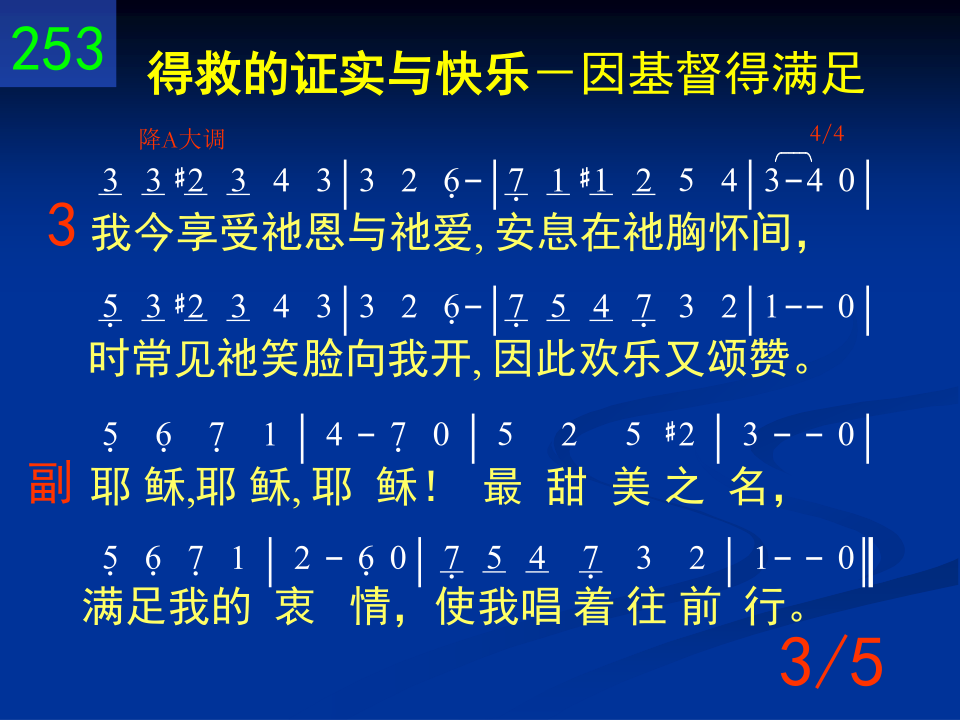 253
得救的证实与快乐－因基督得满足
降A大调 4/4
3 3 #2 3 4 3 | 3 2 6̣ - | 7̣ 1 #1 2 5 4 | 3 - 4 0 |
3 我今享受祂恩与祂爱, 安息在祂胸怀间，
5̣ 3 #2 3 4 3 | 3 2 6̣ - | 7̣ 5 4 7̣ 3 2 | 1 - - 0 |
时常见祂笑脸向我开, 因此欢乐又颂赞。
5̣ 6̣ 7̣ 1 | 4 - 7̣ 0 | 5 2 5 #2 | 3 - - 0 |
副 耶 稣,耶 稣, 耶 稣！ 最 甜 美 之 名，
5̣ 6̣ 7̣ 1 | 2 - 6̣ 0 | 7̣ 5 4 7̣ 3 2 | 1 - - 0 ‖
满足我的 衷 情，使我唱 着 往 前 行。
3/5